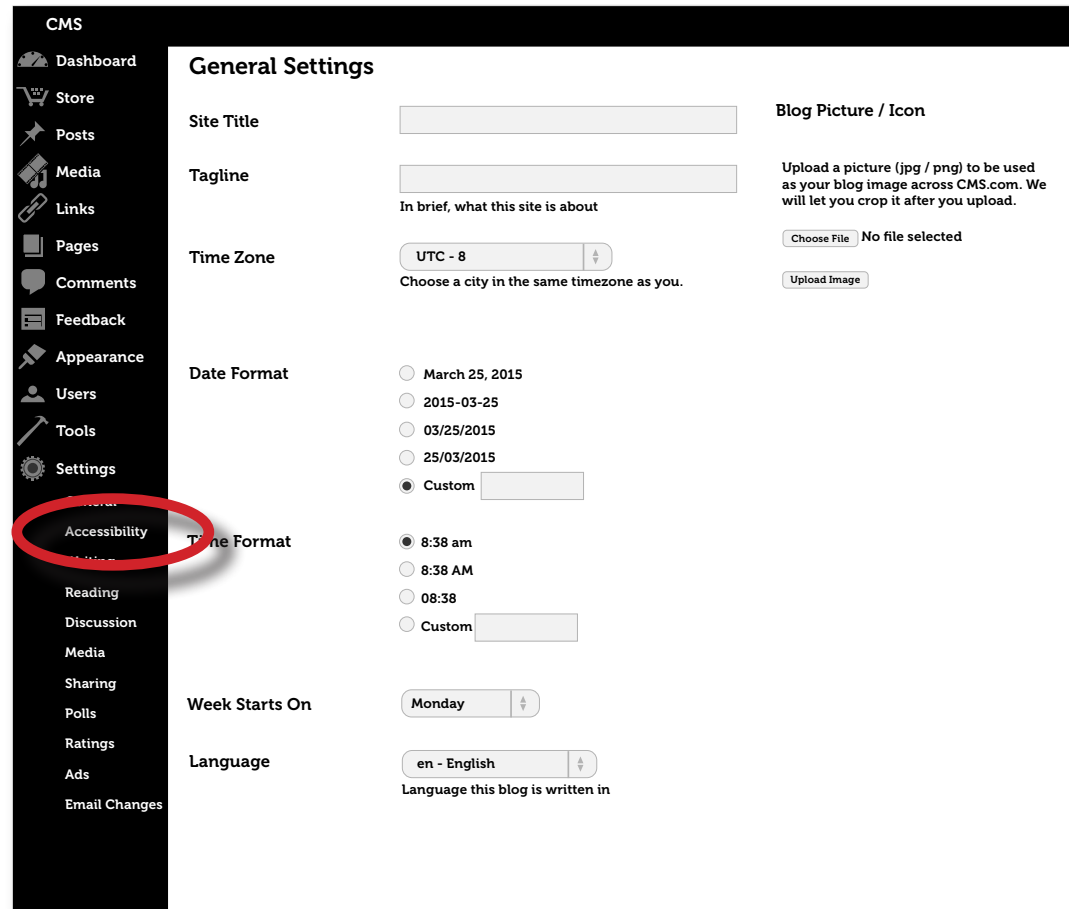 CMS
Dashboard
Store
Posts
Media
Links
Pages
Comments
Feedback
Appearance
Users
Tools
Settings
General
Accessibility
Writing
Reading
Discussion
Media
Sharing
Polls
Ratings
Ads
Email Changes
General Settings
Site Title
Tagline
In brief, what this site is about
Time Zone
UTC - 8
Choose a city in the same timezone as you.
Date Format
March 25, 2015
2015-03-25
03/25/2015
25/03/2015
Custom
Time Format
8:38 am
8:38 AM
08:38
Custom
Week Starts On
Monday
Language
en - English
Language this blog is written in
Blog Picture / Icon
Upload a picture (jpg / png) to be used
as your blog image across CMS.com. We
will let you crop it after you upload.
Choose File No file selected
Upload Image